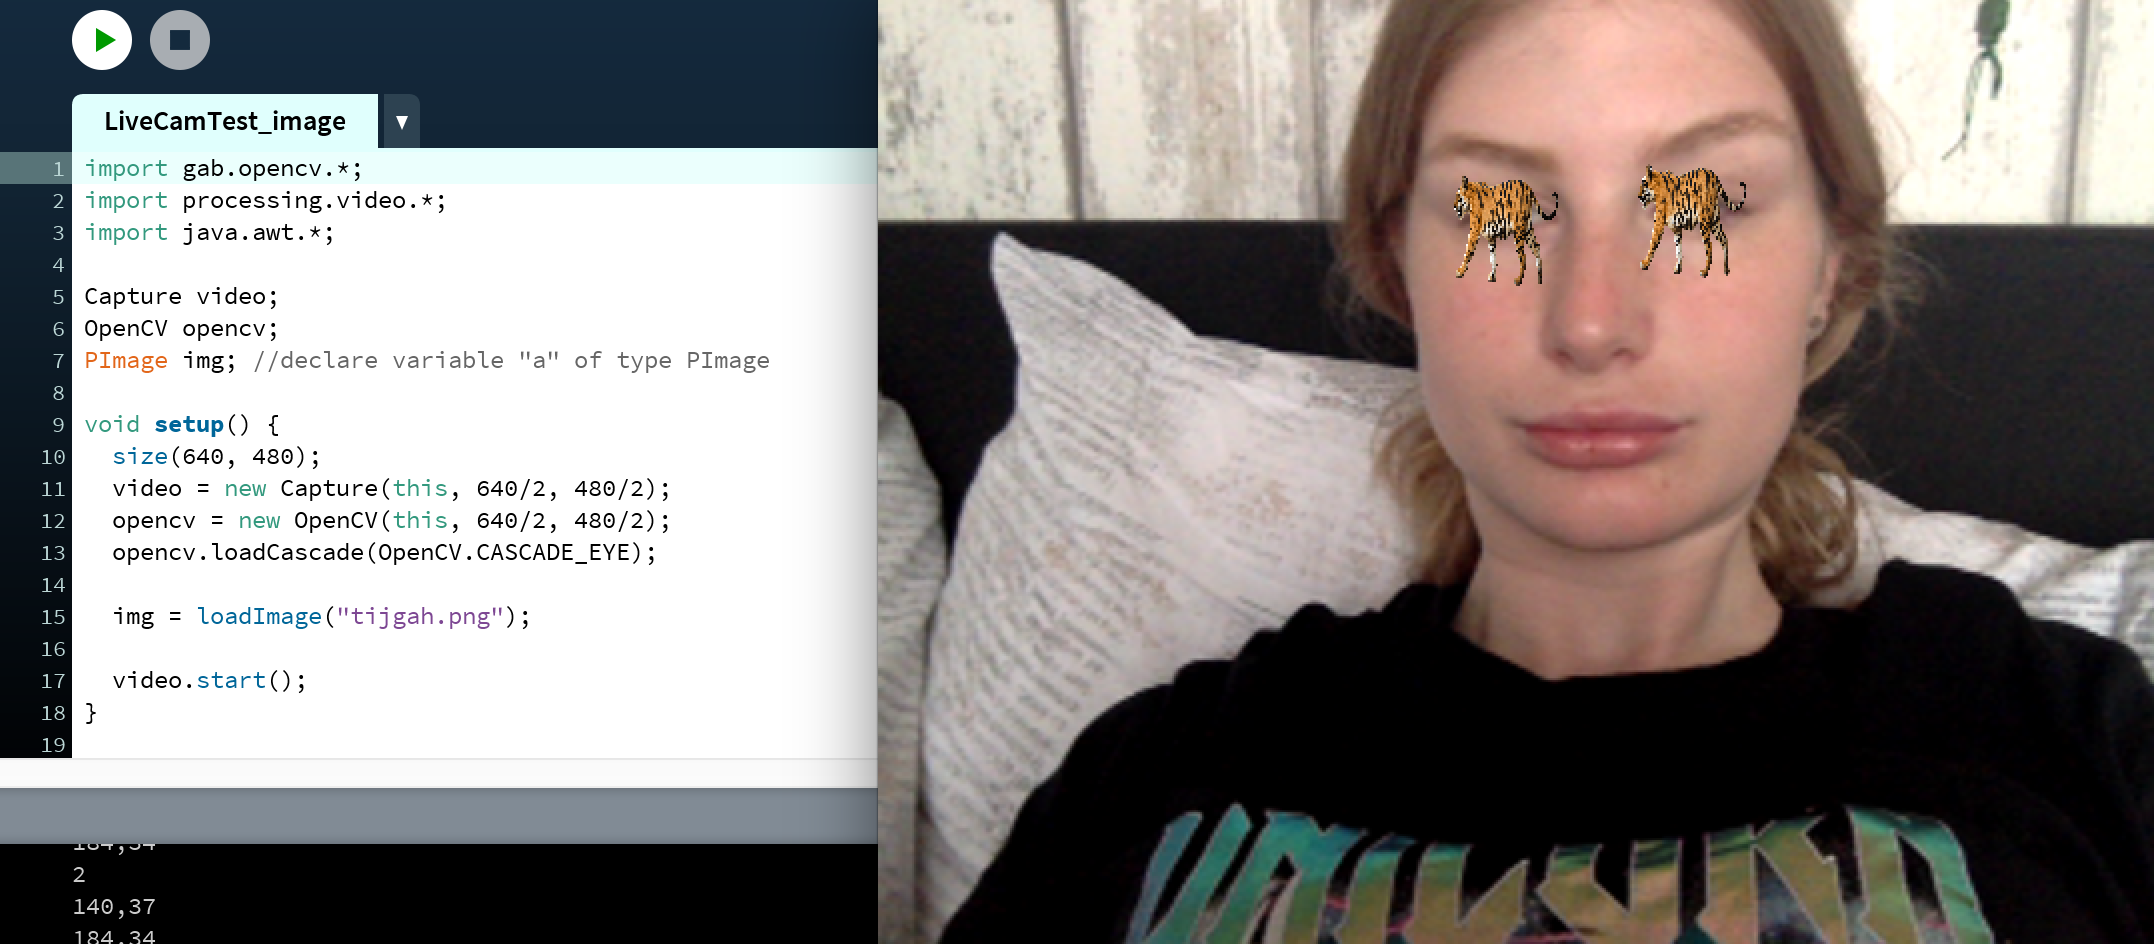 LiveCamTest_image ▼
1 import gab.opencv.*;
2 import processing.video.*;
3 import java.awt.*;
4
5 Capture video;
6 OpenCV opencv;
7 PImage img; //declare variable "a" of type PImage
8
9 void setup() {
10   size(640, 480);
11   video = new Capture(this, 640/2, 480/2);
12   opencv = new OpenCV(this, 640/2, 480/2);
13   opencv.loadCascade(OpenCV.CASCADE_EYE);
14
15   img = loadImage("tijgah.png");
16
17   video.start();
18 }
19
184,34
2
140,37
184,34